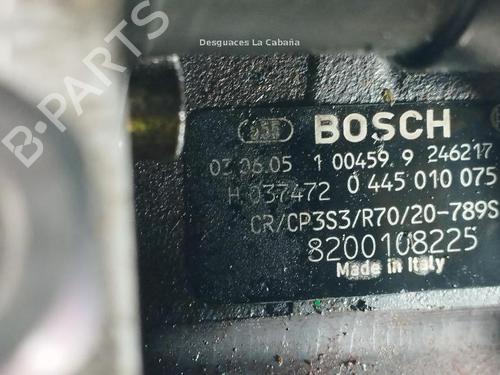 Desguaces La Cabaña
BOSCH
03.06.05 1 00459 9 246217
H 037472 0 445 010 075
CR/CP3S3/R70/20-789S
8200108225
Made in Italy
B-PARTS